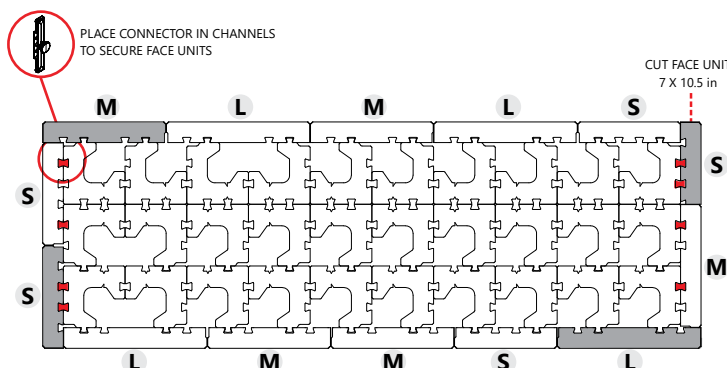 PLACE CONNECTOR IN CHANNELS
TO SECURE FACE UNITS
CUT FACE UNIT
7 X 10.5 in
M L M L S
S
S
S
M
L M M S L